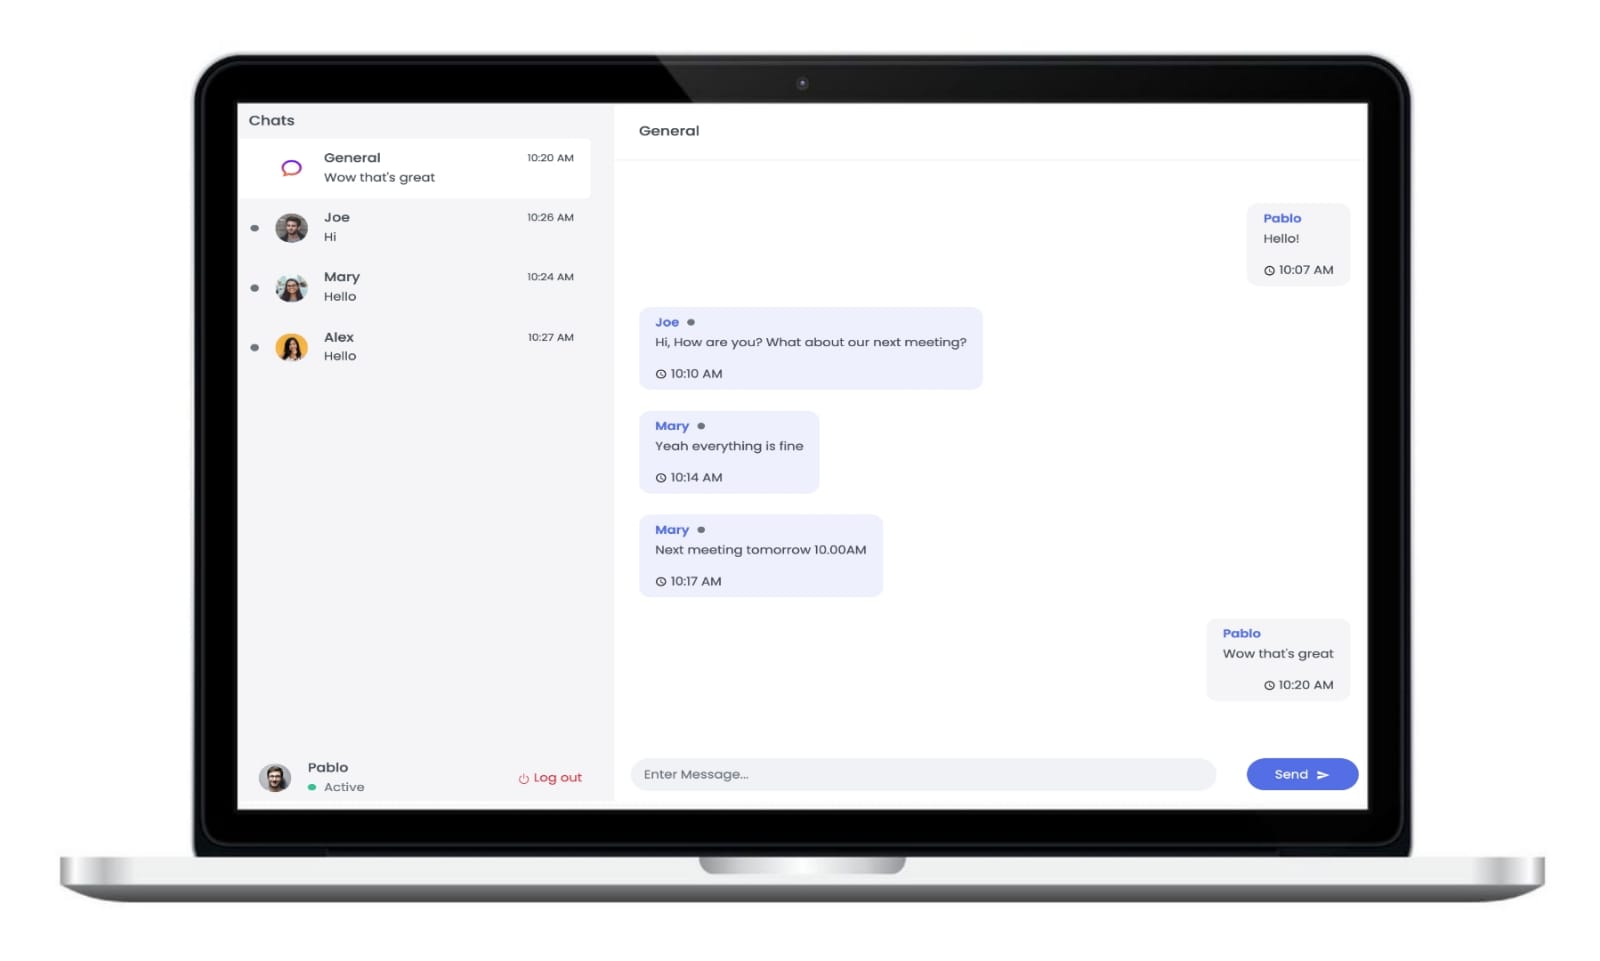 Chats
General
10:20 AM
Wow that's great
Joe
10:26 AM
Hi
Mary
10:24 AM
Hello
Alex
10:27 AM
Hello
Pablo
Active
Log out
General
Pablo
Hello!
10:07 AM
Joe
Hi, How are you? What about our next meeting?
10:10 AM
Mary
Yeah everything is fine
10:14 AM
Mary
Next meeting tomorrow 10.00AM
10:17 AM
Pablo
Wow that's great
10:20 AM
Enter Message...
Send